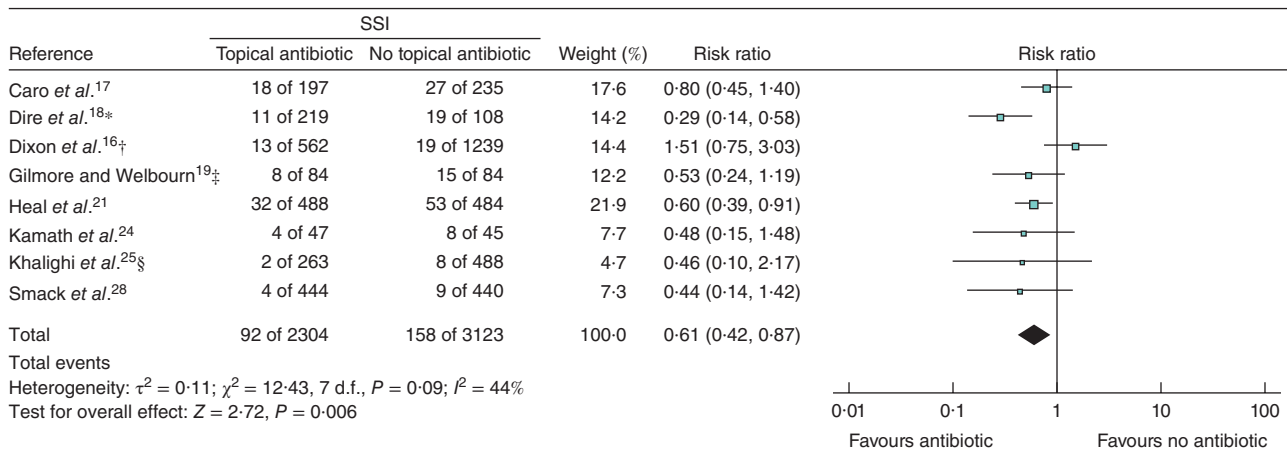 SSI
Reference Topical antibiotic No topical antibiotic Weight (%) Risk ratio Risk ratio
Caro et al.17 18 of 197 27 of 235 17·6 0·80 (0·45, 1·40)
Dire et al.18* 11 of 219 19 of 108 14·2 0·29 (0·14, 0·58)
Dixon et al.16† 13 of 562 19 of 1239 14·4 1·51 (0·75, 3·03)
Gilmore and Welbourn19‡ 8 of 84 15 of 84 12·2 0·53 (0·24, 1·19)
Heal et al.21 32 of 488 53 of 484 21·9 0·60 (0·39, 0·91)
Kamath et al.24 4 of 47 8 of 45 7·7 0·48 (0·15, 1·48)
Khalighi et al.25§ 2 of 263 8 of 488 4·7 0·46 (0·10, 2·17)
Smack et al.28 4 of 444 9 of 440 7·3 0·44 (0·14, 1·42)
Total 92 of 2304 158 of 3123 100·0 0·61 (0·42, 0·87)
Total events
Heterogeneity: τ² = 0·11; χ² = 12·43, 7 d.f., P = 0·09; I² = 44%
Test for overall effect: Z = 2·72, P = 0·006
0·01 0·1 1 10 100
Favours antibiotic Favours no antibiotic